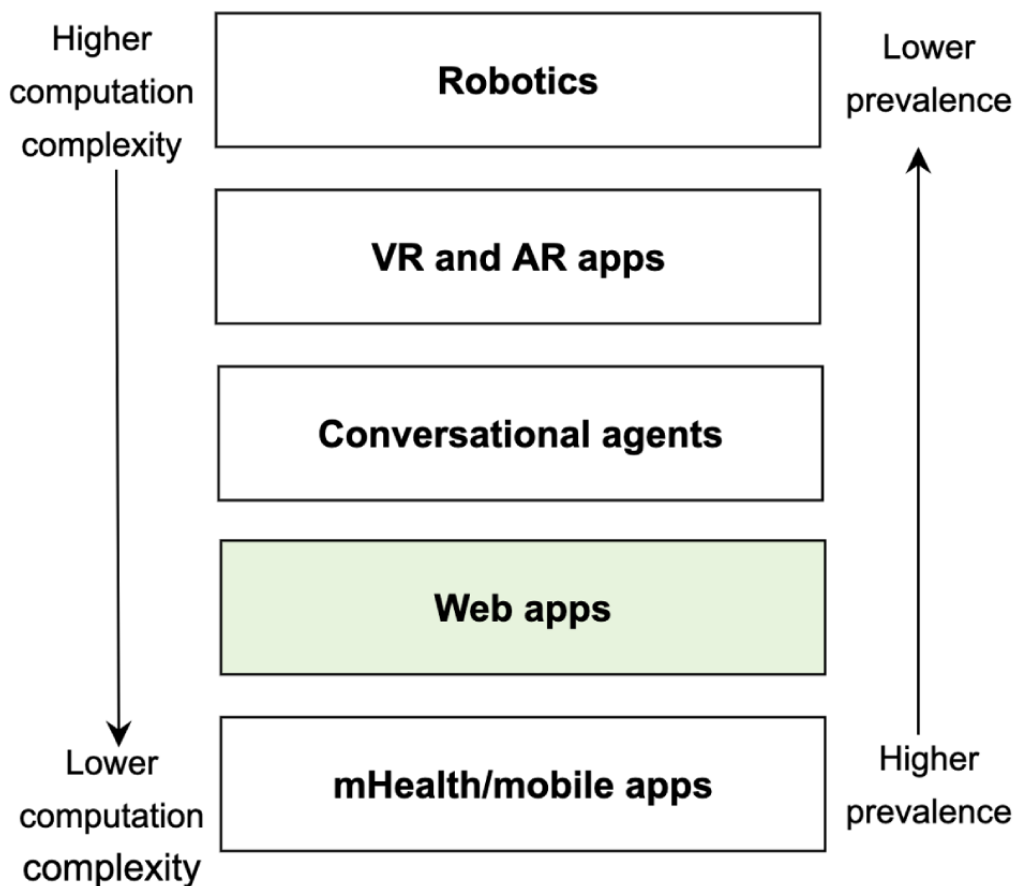 Higher
computation
complexity
Robotics
Lower
prevalence
VR and AR apps
Conversational agents
Web apps
Lower
computation
complexity
mHealth/mobile apps
Higher
prevalence